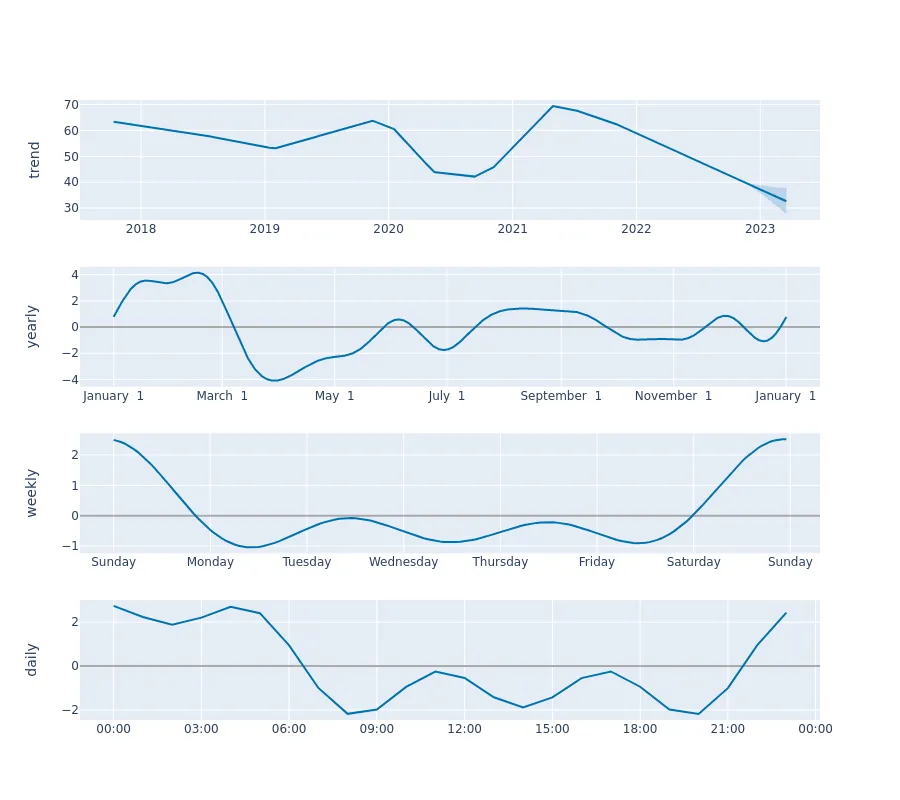 trend
70
60
50
40
30
2018 2019 2020 2021 2022 2023
yearly
4
2
0
−2
−4
January 1 March 1 May 1 July 1 September 1 November 1 January 1
weekly
2
1
0
−1
Sunday Monday Tuesday Wednesday Thursday Friday Saturday Sunday
daily
2
0
−2
00:00 03:00 06:00 09:00 12:00 15:00 18:00 21:00 00:00